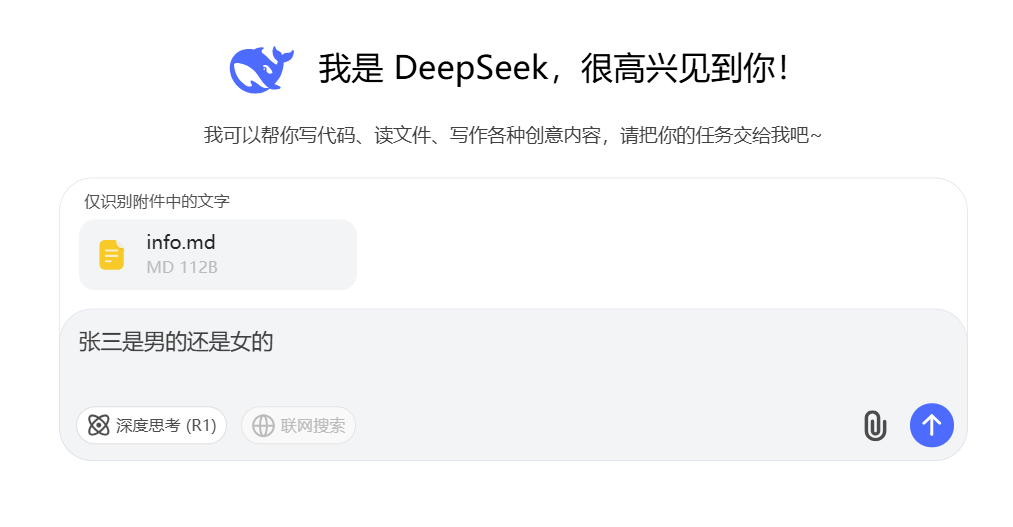 我是 DeepSeek，很高兴见到你！
我可以帮你写代码、读文件、写作各种创意内容，请把你的任务交给我吧~
仅识别附件中的文字
info.md
MD 112B
张三是男的还是女的
深度思考 (R1)
联网搜索